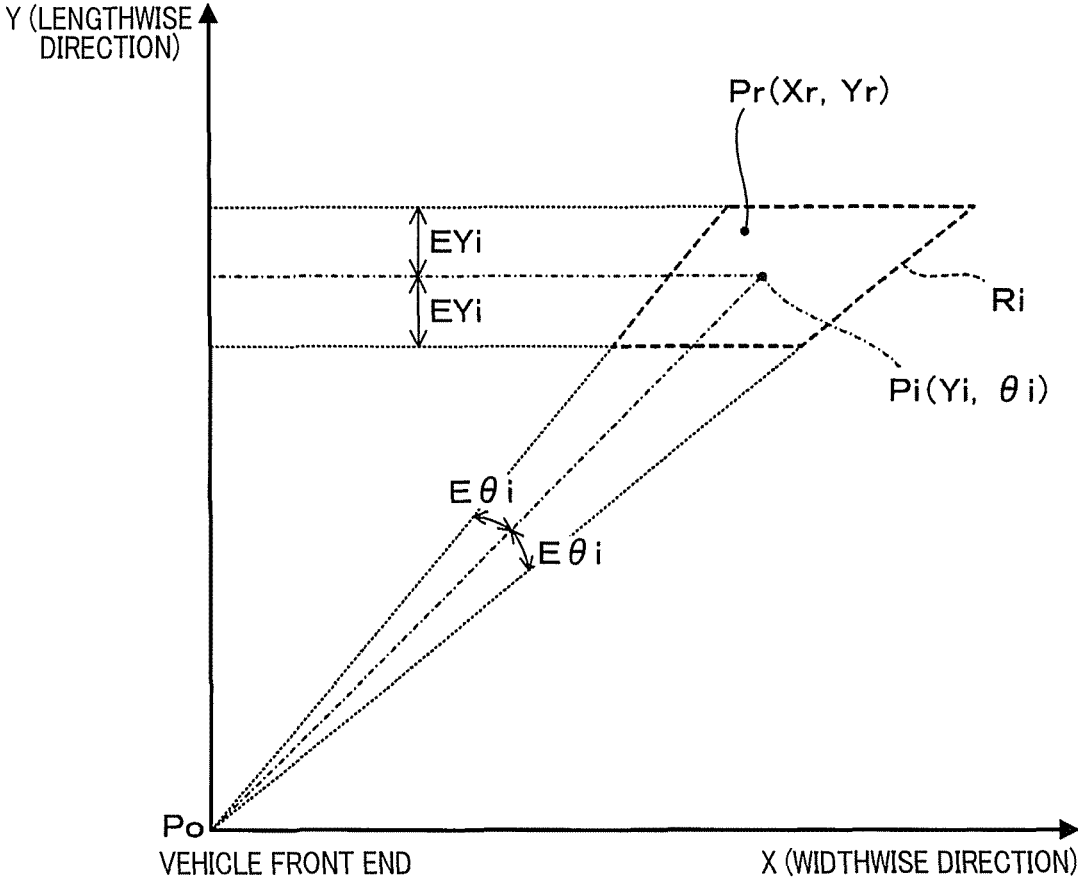 Y (LENGTHWISE
DIRECTION)
Pr(Xr, Yr)
EYi
EYi
Ri
Pi(Yi, θi)
Eθi
Eθi
Po
VEHICLE FRONT END
X (WIDTHWISE DIRECTION)